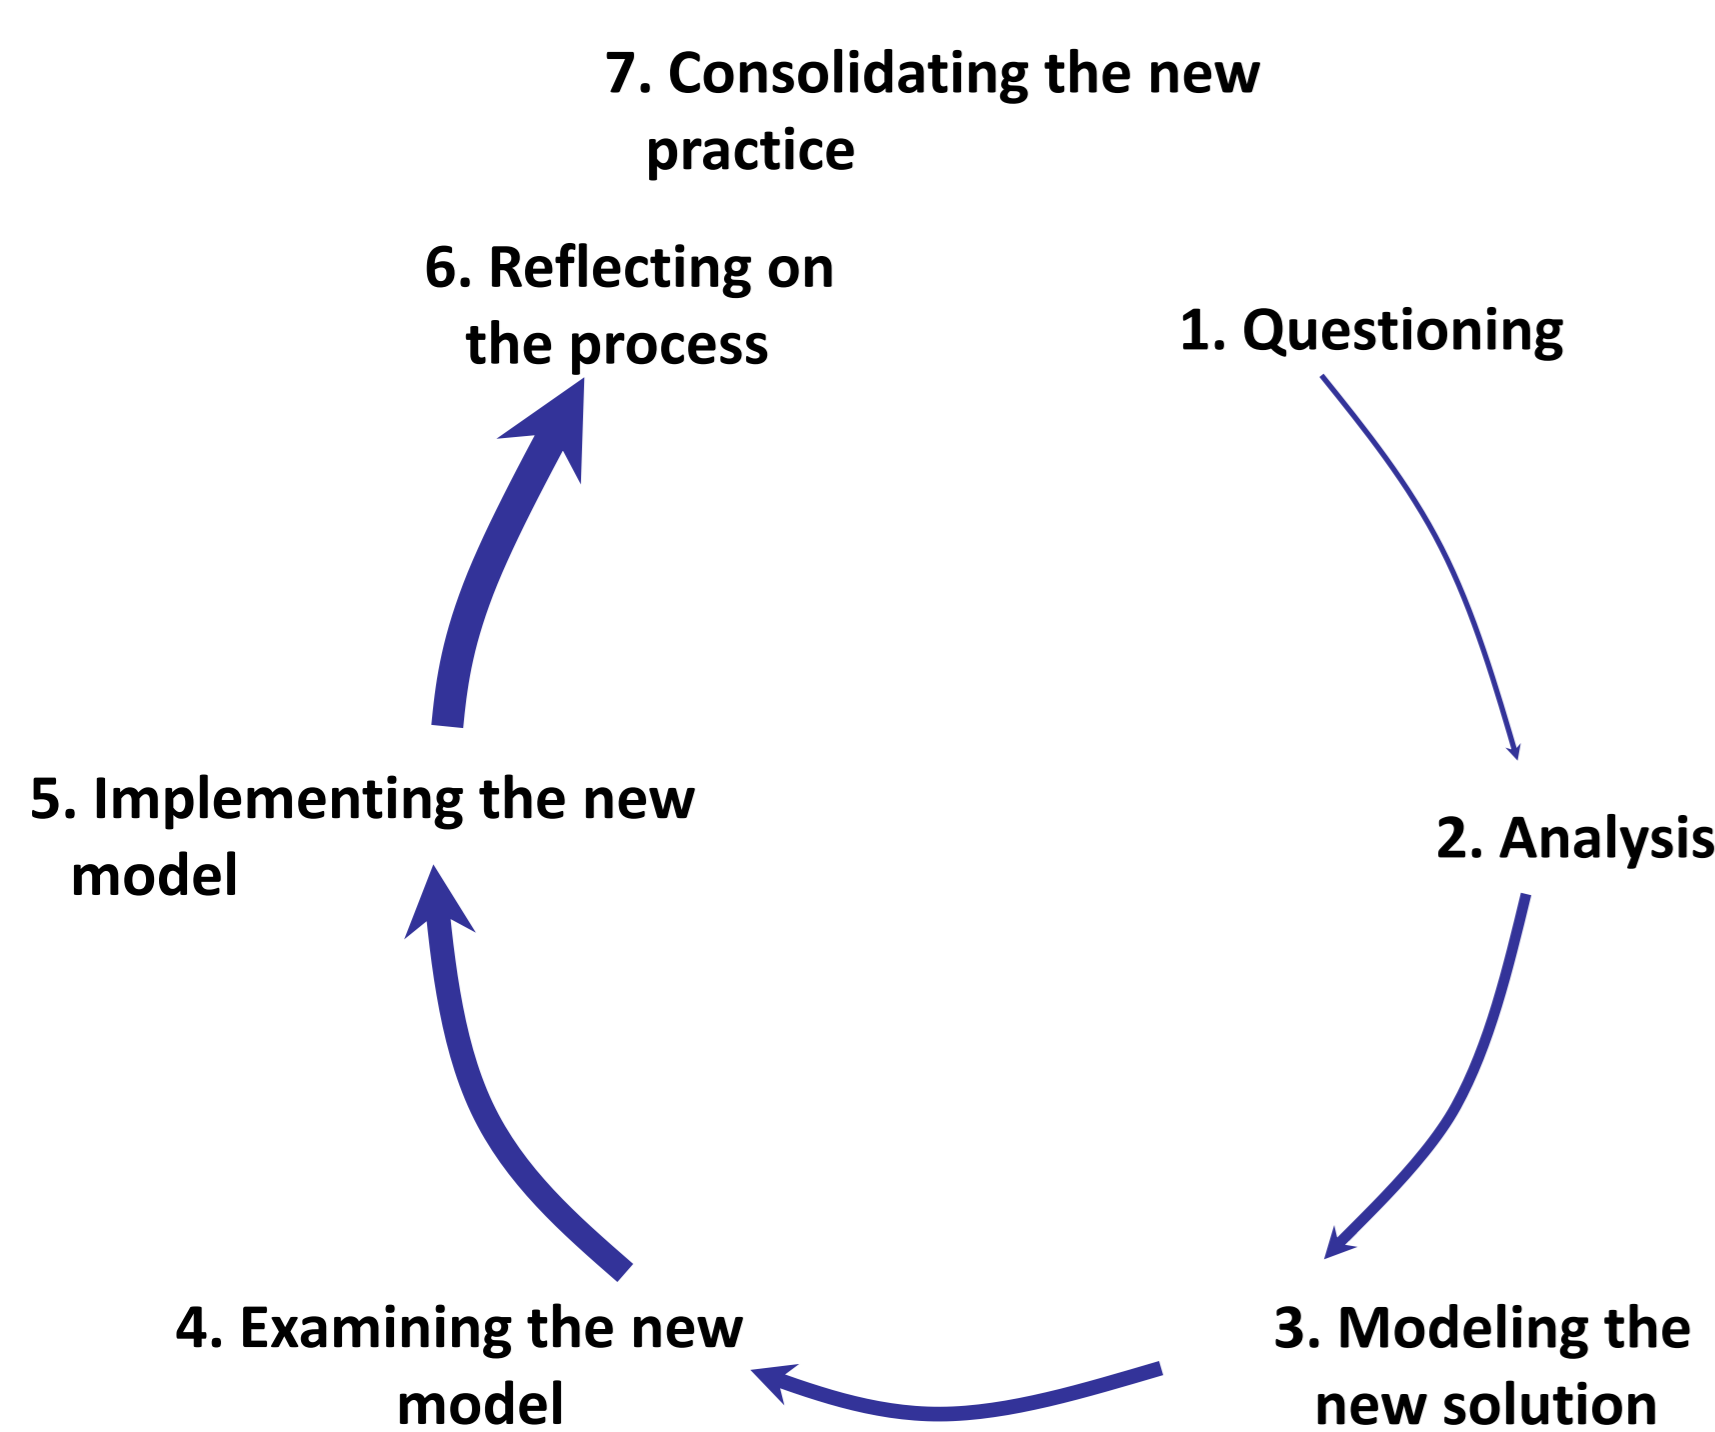 7. Consolidating the new
practice
6. Reflecting on
the process
1. Questioning
5. Implementing the new
model
2. Analysis
4. Examining the new
model
3. Modeling the
new solution